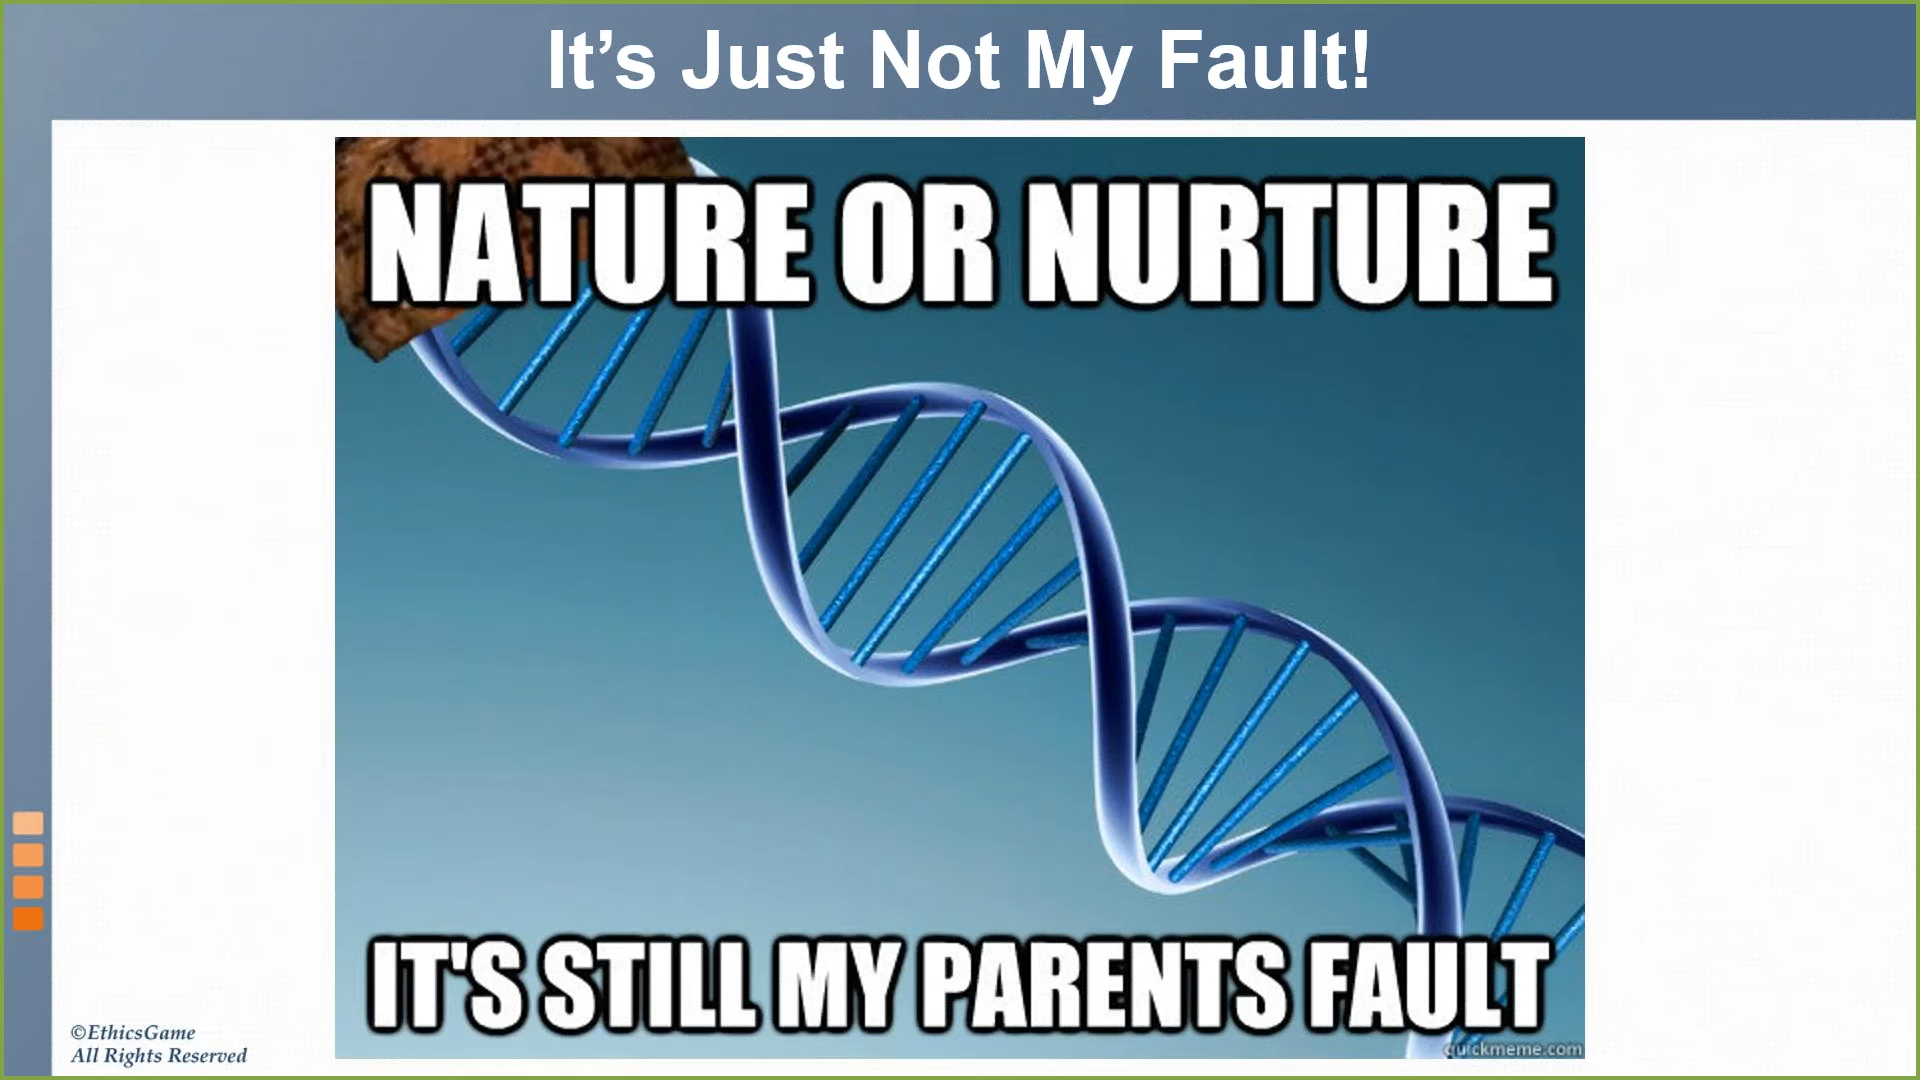 It’s Just Not My Fault!
NATURE OR NURTURE
IT'S STILL MY PARENTS FAULT
quickmeme.com
©EthicsGame
All Rights Reserved